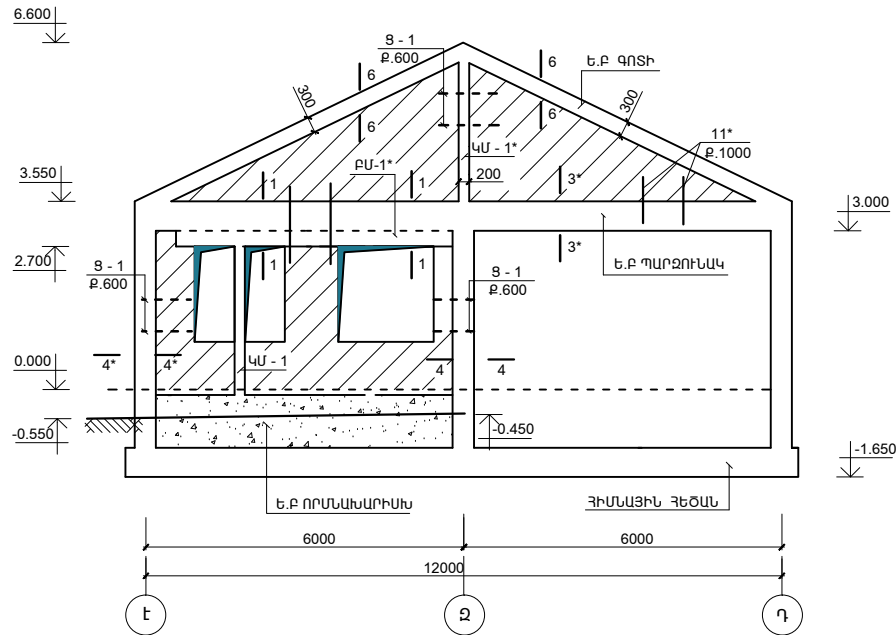 6.600
Ց - 1
Ք.600
6
6
Ե.Բ ԳՈՏԻ
300
300
6
6
11*
Ք.1000
ԿՄ - 1*
ԲՄ-1*
3.550
1
1
200
3*
3.000
2.700
3*
Ե.Բ ՊԱՐԶՈՒՆԱԿ
Ց - 1
Ք.600
1
1
Ց - 1
Ք.600
0.000
4*
4*
ԿՄ - 1
4
4
-0.550
-0.450
-1.650
Ե.Բ ՈՐՄՆԱԽԱՐԻՍԽ
ՀԻՄՆԱՅԻՆ ՀԵԾԱՆ
6000
6000
12000
Է
Զ
Դ